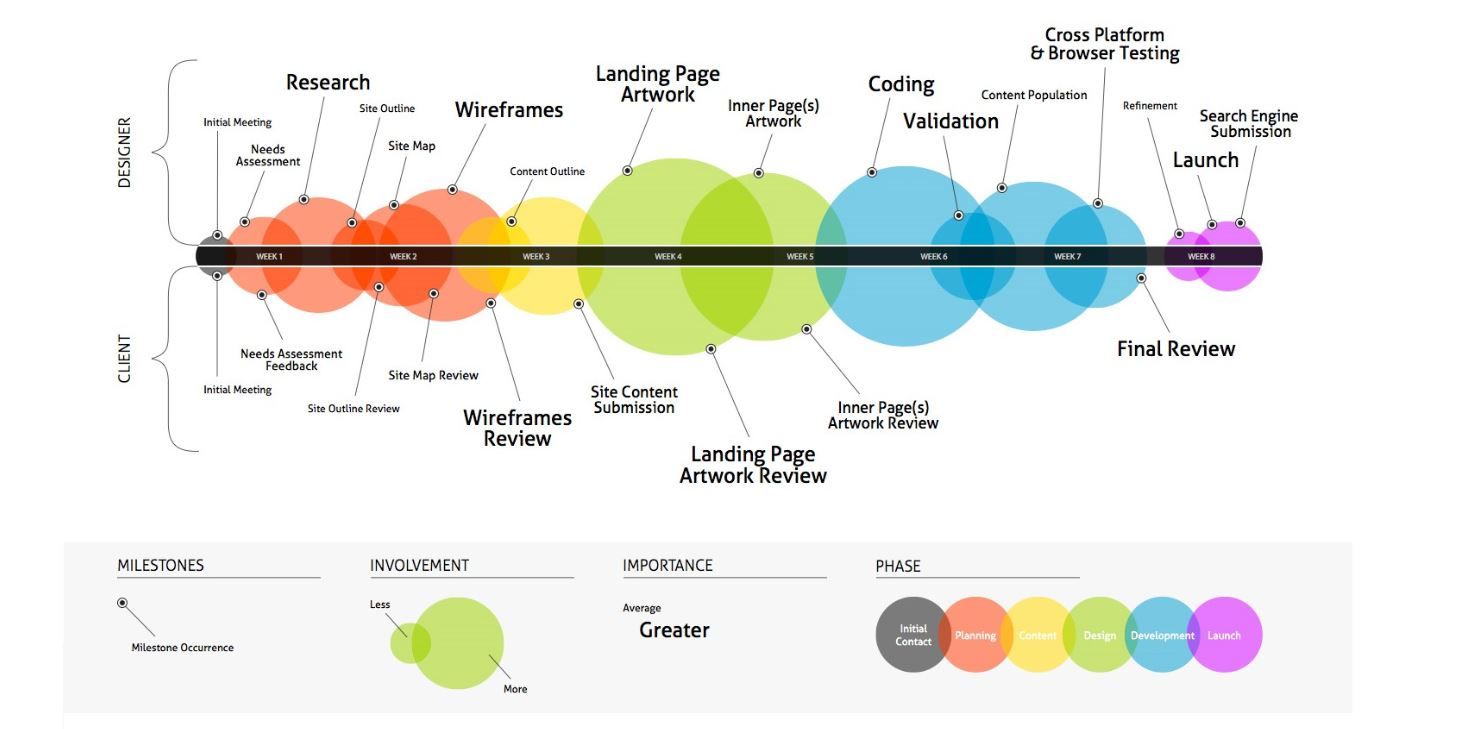 DESIGNER
Initial Meeting
Needs
Assessment
Research
Site Outline
Site Map
Wireframes
Content Outline
Landing Page
Artwork
Inner Page(s)
Artwork
Coding
Validation
Content Population
Cross Platform
& Browser Testing
Refinement
Launch
Search Engine
Submission
WEEK 1
WEEK 2
WEEK 3
WEEK 4
WEEK 5
WEEK 6
WEEK 7
WEEK 8
CLIENT
Initial Meeting
Needs Assessment
Feedback
Site Outline Review
Site Map Review
Wireframes
Review
Site Content
Submission
Landing Page
Artwork Review
Inner Page(s)
Artwork Review
Final Review
MILESTONES
Milestone Occurrence
INVOLVEMENT
Less
More
IMPORTANCE
Average
Greater
PHASE
Initial
Contact
Planning
Content
Design
Development
Launch